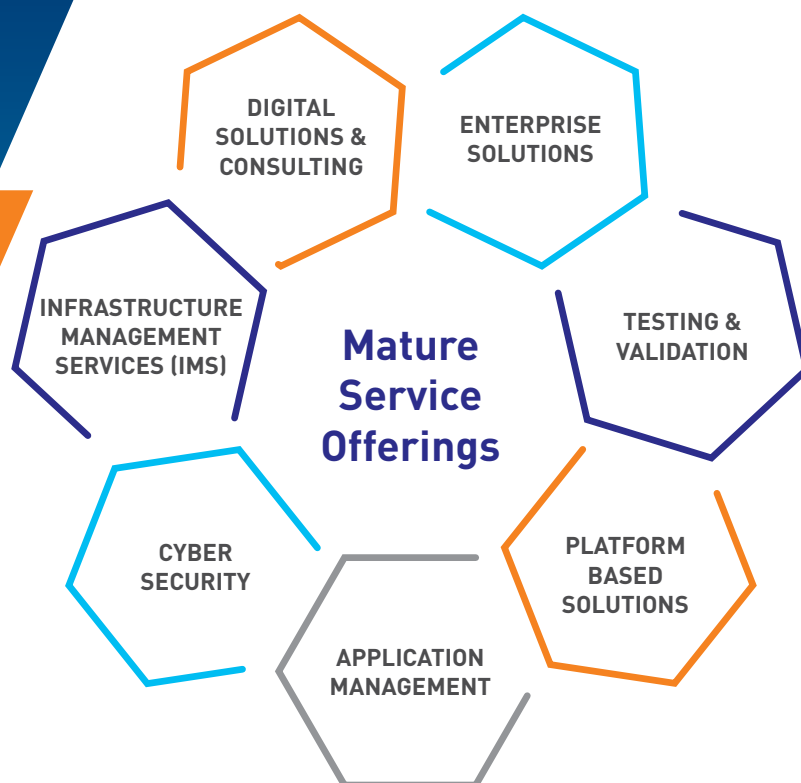 DIGITAL
SOLUTIONS &
CONSULTING
ENTERPRISE
SOLUTIONS
INFRASTRUCTURE
MANAGEMENT
SERVICES (IMS)
TESTING &
VALIDATION
Mature
Service
Offerings
CYBER
SECURITY
PLATFORM
BASED
SOLUTIONS
APPLICATION
MANAGEMENT